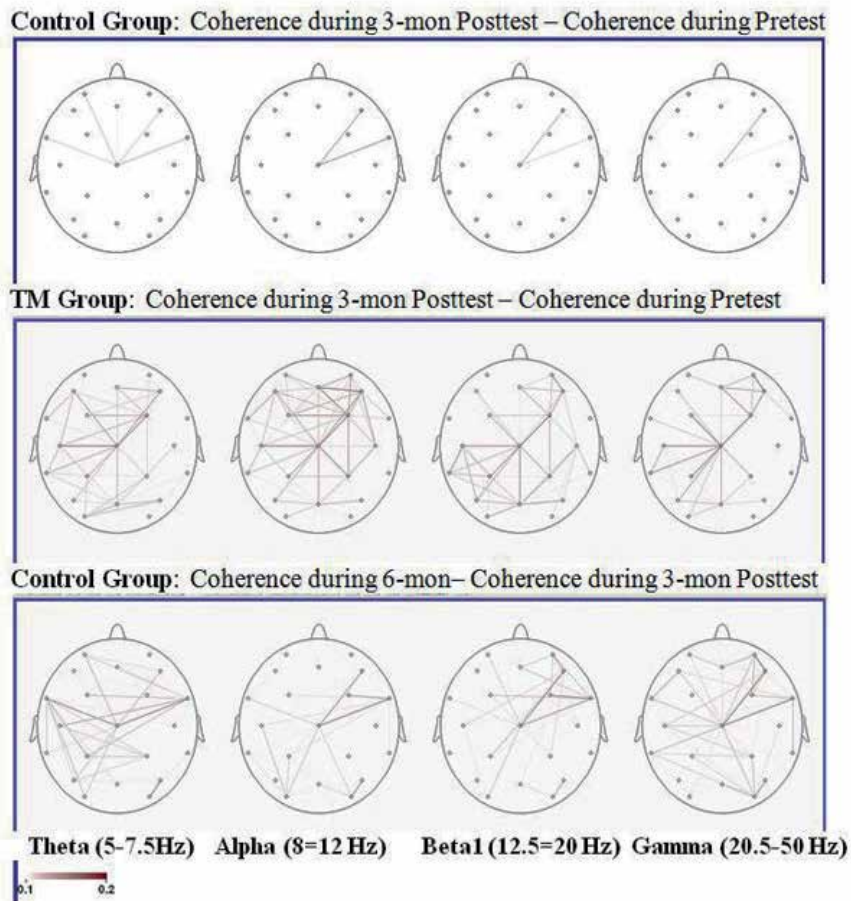 Control Group: Coherence during 3-mon Posttest – Coherence during Pretest
TM Group: Coherence during 3-mon Posttest – Coherence during Pretest
Control Group: Coherence during 6-mon– Coherence during 3-mon Posttest
Theta (5-7.5Hz) Alpha (8=12 Hz) Beta1 (12.5=20 Hz) Gamma (20.5-50 Hz)
0.1 0.2